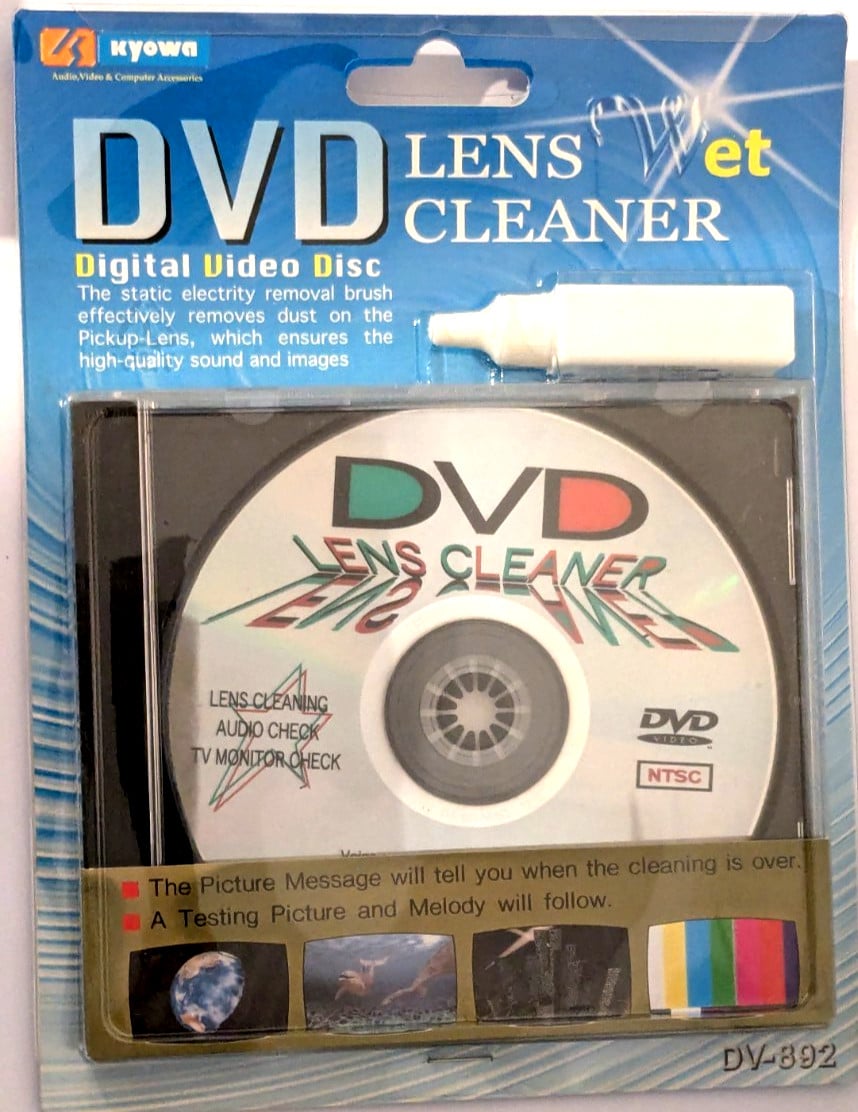 KYOWA
Audio,Video & Computer Accessories
DVD
LENS Wet
CLEANER
Digital Video Disc
The static electrity removal brush
effectively removes dust on the
Pickup-Lens, which ensures the
high-quality sound and images
DVD
LENS CLEANER
LENS CLEANING
AUDIO CHECK
TV MONITOR CHECK
DVD
VIDEO
NTSC
The Picture Message will tell you when the cleaning is over.
A Testing Picture and Melody will follow.
DV-892